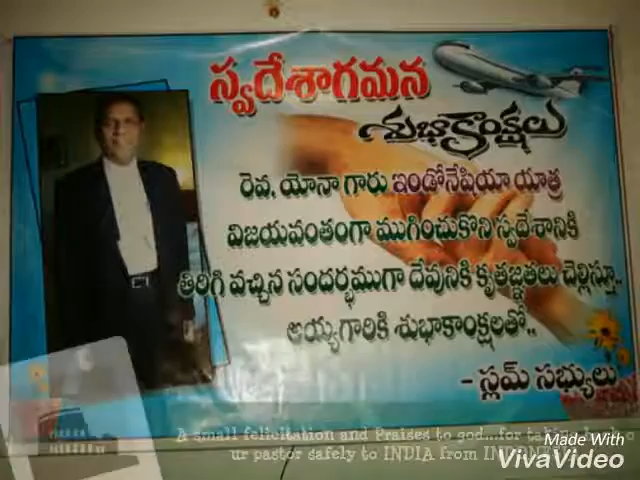 స్వదేశాగమన
శుభాకాంక్షలు
రెవ. యోనా గారు ఇండోనేషియా యాత్ర
విజయవంతంగా ముగించుకొని స్వదేశానికి
తిరిగి వచ్చిన సందర్భముగా దేవునికి కృతజ్ఞతలు చెల్లిస్తూ..
అయ్యగారికి శుభాకాంక్షలతో..
- స్లమ్ సభ్యులు
A small felicitation and Praises to god...for
ur pastor safely to INDIA from
Made With
VivaVideo